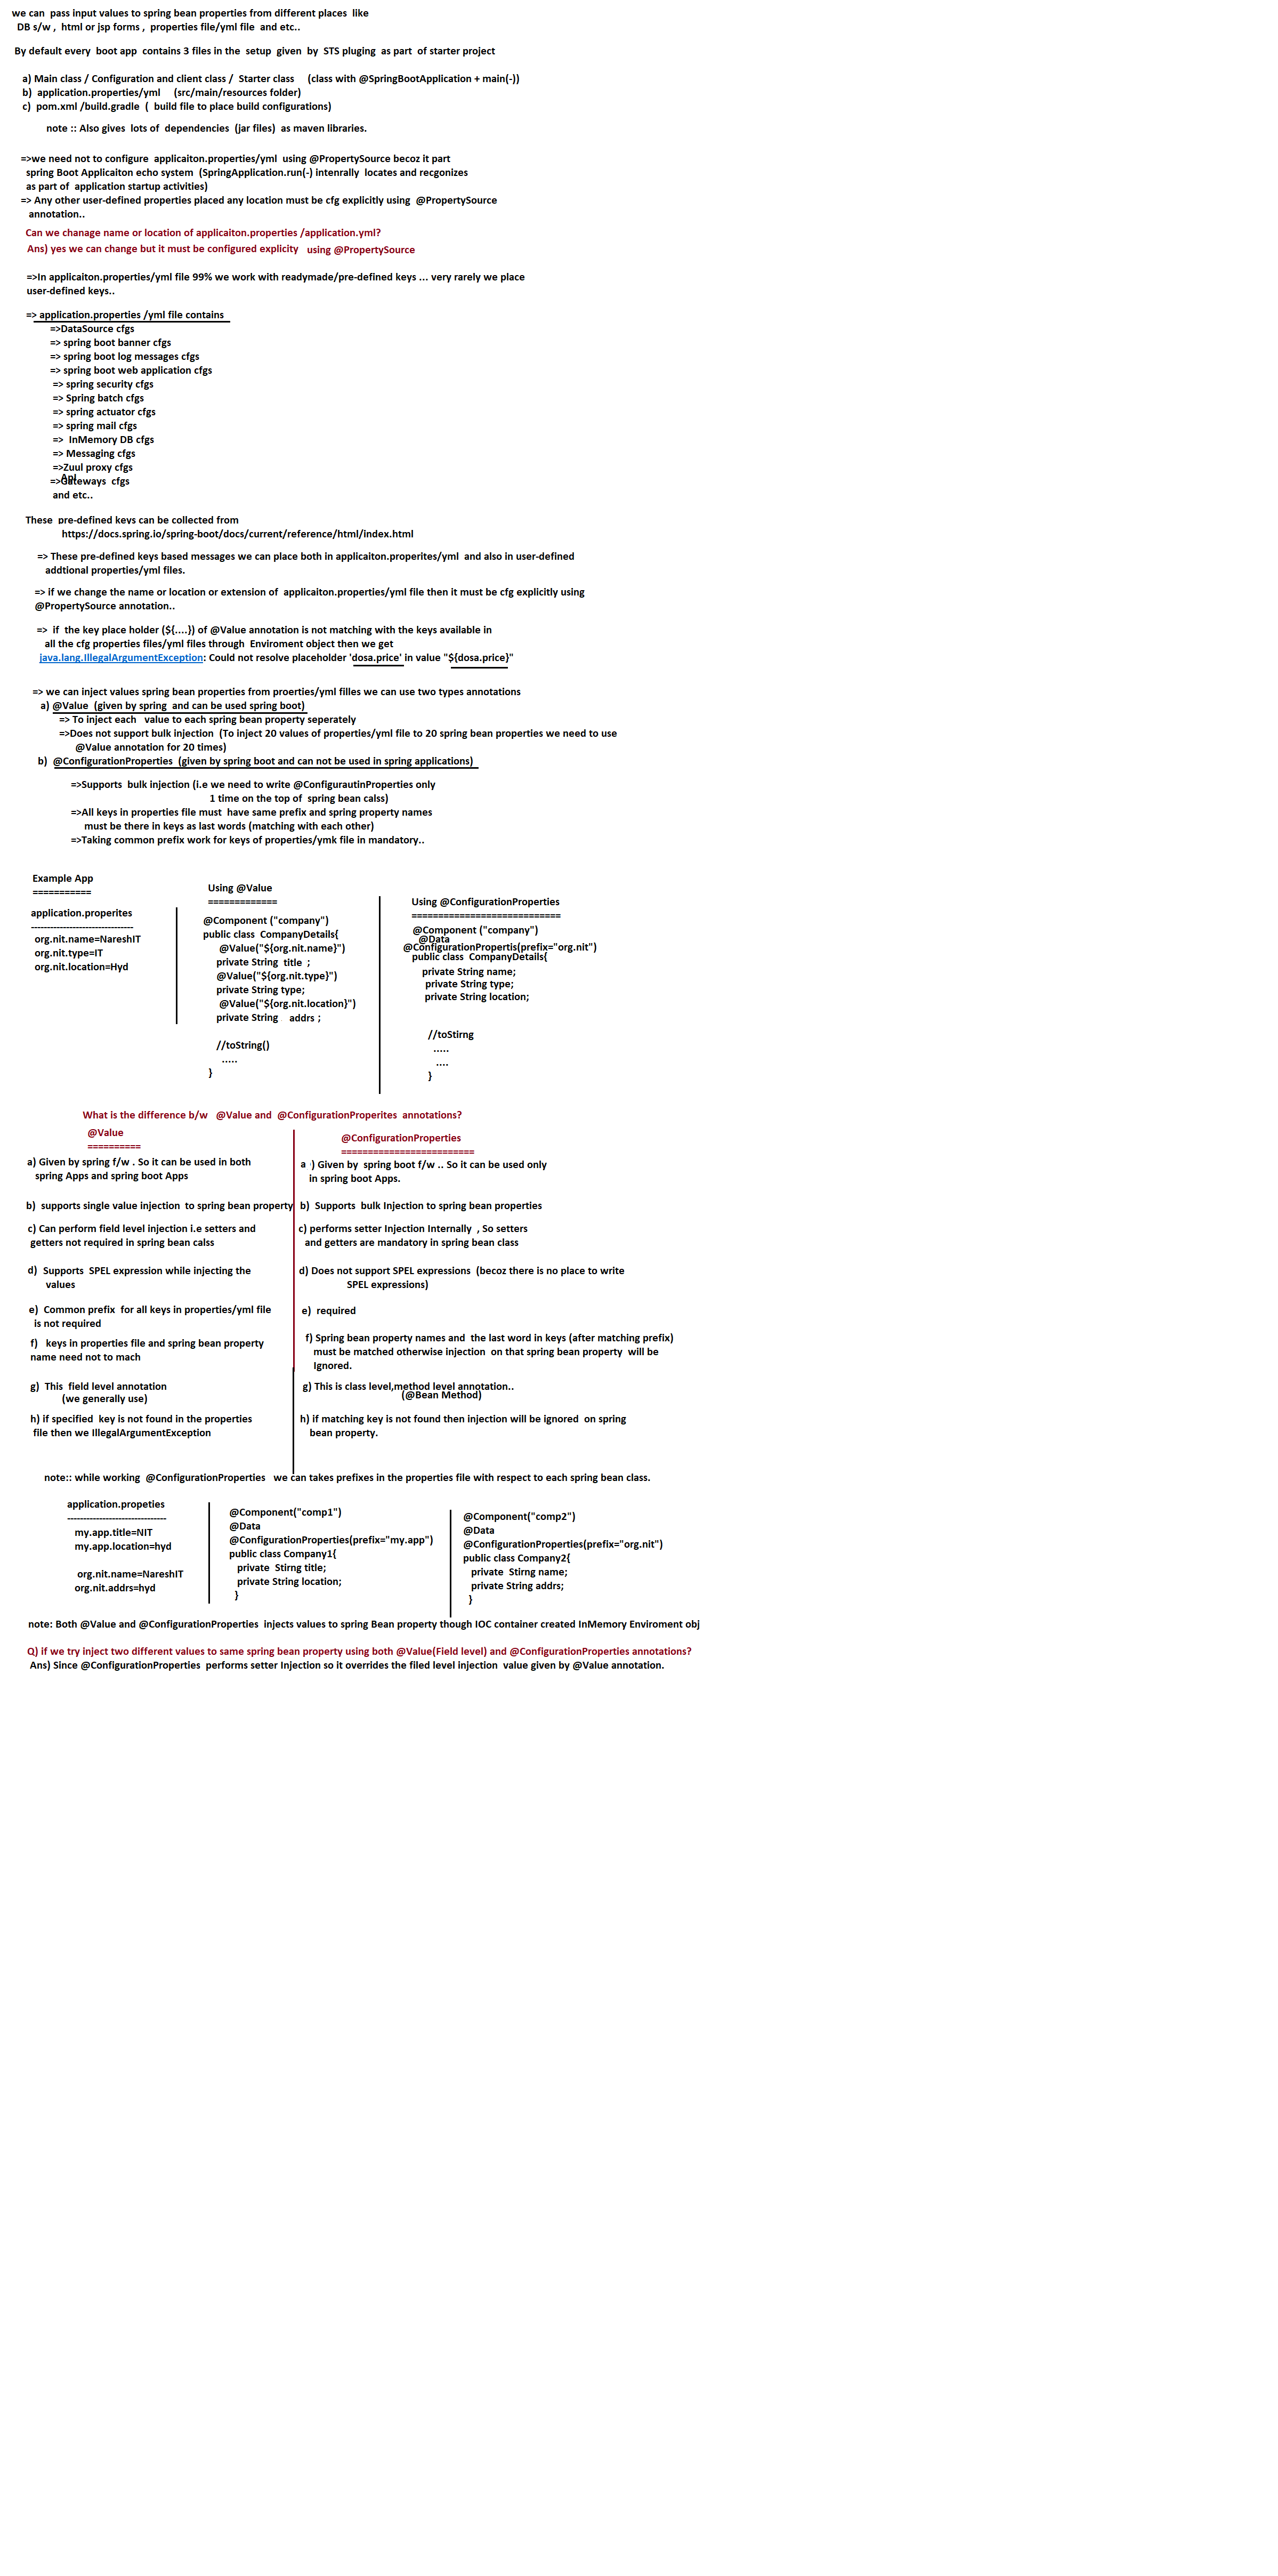 we can pass input values to spring bean properties from different places like
DB s/w , html or jsp forms , properties file/yml file and etc..
By default every boot app contains 3 files in the setup given by STS pluging as part of starter project
a) Main class / Configuration and client class / Starter class (class with @SpringBootApplication + main(-))
b) application.properties/yml (src/main/resources folder)
c) pom.xml /build.gradle ( build file to place build configurations)
note :: Also gives lots of dependencies (jar files) as maven libraries.
=>we need not to configure applicaiton.properties/yml using @PropertySource becoz it part
spring Boot Applicaiton echo system (SpringApplication.run(-) intenrally locates and recgonizes
as part of application startup activities)
=> Any other user-defined properties placed any location must be cfg explicitly using @PropertySource
annotation..
Can we chanage name or location of applicaiton.properties /application.yml?
Ans) yes we can change but it must be configured explicity using @PropertySource
=>In applicaiton.properties/yml file 99% we work with readymade/pre-defined keys ... very rarely we place
user-defined keys..
=> application.properties /yml file contains
=>DataSource cfgs
=> spring boot banner cfgs
=> spring boot log messages cfgs
=> spring boot web application cfgs
=> spring security cfgs
=> Spring batch cfgs
=> spring actuator cfgs
=> spring mail cfgs
=> InMemory DB cfgs
=> Messaging cfgs
=>Zuul proxy cfgs
ApI
=>Gateways cfgs
and etc..
These pre-defined keys can be collected from
https://docs.spring.io/spring-boot/docs/current/reference/html/index.html
=> These pre-defined keys based messages we can place both in applicaiton.properites/yml and also in user-defined
addtional properties/yml files.
=> if we change the name or location or extension of applicaiton.properties/yml file then it must be cfg explicitly using
@PropertySource annotation..
=> if the key place holder (${....}) of @Value annotation is not matching with the keys available in
all the cfg properties files/yml files through Enviroment object then we get
java.lang.IllegalArgumentException: Could not resolve placeholder 'dosa.price' in value "${dosa.price}"
=> we can inject values spring bean properties from proerties/yml filles we can use two types annotations
a) @Value (given by spring and can be used spring boot)
=> To inject each value to each spring bean property seperately
=>Does not support bulk injection (To inject 20 values of properties/yml file to 20 spring bean properties we need to use
@Value annotation for 20 times)
b) @ConfigurationProperties (given by spring boot and can not be used in spring applications)
=>Supports bulk injection (i.e we need to write @ConfigurautinProperties only
1 time on the top of spring bean calss)
=>All keys in properties file must have same prefix and spring property names
must be there in keys as last words (matching with each other)
=>Taking common prefix work for keys of properties/ymk file in mandatory..
Example App
===========
application.properites
--------------------------------
org.nit.name=NareshIT
org.nit.type=IT
org.nit.location=Hyd
Using @Value
=============
@Component ("company")
public class CompanyDetails{
@Value("${org.nit.name}")
private String title ;
@Value("${org.nit.type}")
private String type;
@Value("${org.nit.location}")
private String addrs ;
//toString()
.....
}
Using @ConfigurationProperties
============================
@Component ("company")
@Data
@ConfigurationPropertis(prefix="org.nit")
public class CompanyDetails{
private String name;
private String type;
private String location;
//toStirng
.....
....
}
What is the difference b/w @Value and @ConfigurationProperites annotations?
@Value
==========
a) Given by spring f/w . So it can be used in both
spring Apps and spring boot Apps
b) supports single value injection to spring bean property
c) Can perform field level injection i.e setters and
getters not required in spring bean calss
d) Supports SPEL expression while injecting the
values
e) Common prefix for all keys in properties/yml file
is not required
f) keys in properties file and spring bean property
name need not to mach
g) This field level annotation
(we generally use)
h) if specified key is not found in the properties
file then we IllegalArgumentException
@ConfigurationProperties
=========================
a ) Given by spring boot f/w .. So it can be used only
in spring boot Apps.
b) Supports bulk Injection to spring bean properties
c) performs setter Injection Internally , So setters
and getters are mandatory in spring bean class
d) Does not support SPEL expressions (becoz there is no place to write
SPEL expressions)
e) required
f) Spring bean property names and the last word in keys (after matching prefix)
must be matched otherwise injection on that spring bean property will be
Ignored.
g) This is class level,method level annotation..
(@Bean Method)
h) if matching key is not found then injection will be ignored on spring
bean property.
note:: while working @ConfigurationProperties we can takes prefixes in the properties file with respect to each spring bean class.
application.propeties
-------------------------------
my.app.title=NIT
my.app.location=hyd
org.nit.name=NareshIT
org.nit.addrs=hyd
@Component("comp1")
@Data
@ConfigurationProperties(prefix="my.app")
public class Company1{
private Stirng title;
private String location;
}
@Component("comp2")
@Data
@ConfigurationProperties(prefix="org.nit")
public class Company2{
private Stirng name;
private String addrs;
}
note: Both @Value and @ConfigurationProperties injects values to spring Bean property though IOC container created InMemory Enviroment obj
Q) if we try inject two different values to same spring bean property using both @Value(Field level) and @ConfigurationProperties annotations?
Ans) Since @ConfigurationProperties performs setter Injection so it overrides the filed level injection value given by @Value annotation.